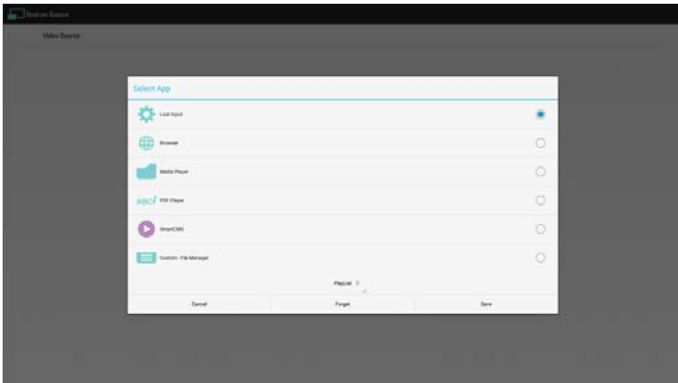 Boot on Source
Video Source
Select App
Last Input
Browser
Media Player
ABC
PDF Player
SmartCMS
Custom File Manager
PlayList
Cancel
Forget
Save